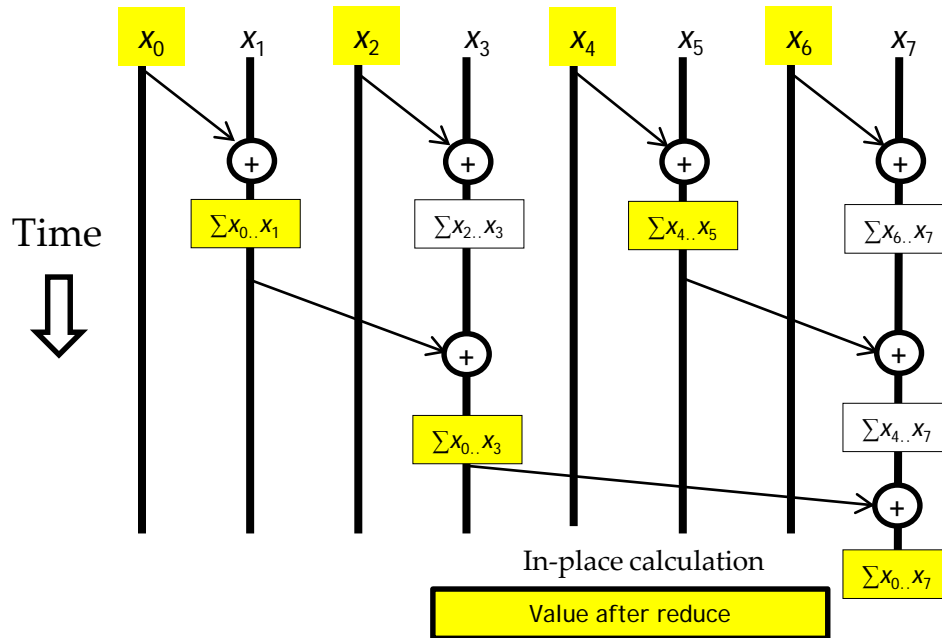 x₀ x₁ x₂ x₃ x₄ x₅ x₆ x₇
+ + + +
Time
∑x₀..x₁ ∑x₂..x₃ ∑x₄..x₅ ∑x₆..x₇
+ +
∑x₀..x₃ ∑x₄..x₇
+
In-place calculation
∑x₀..x₇
Value after reduce